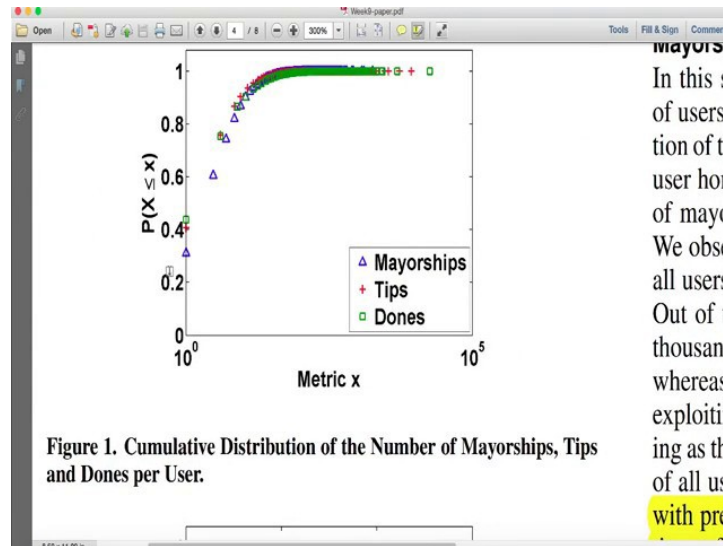 Week9-paper.pdf
Open
4
/ 8
300%
Tools
Fill & Sign
Commen
1
0.8
0.6
0.4
0.2
0
P(X ≤ x)
Mayorships
Tips
Dones
10^0
10^5
Metric x
Figure 1. Cumulative Distribution of the Number of Mayorships, Tips
and Dones per User.
Mayors
In this s
of users
tion of t
user hor
of mayo
We obse
all users
Out of t
thousan
whereas
exploiti
ing as th
of all us
with pre